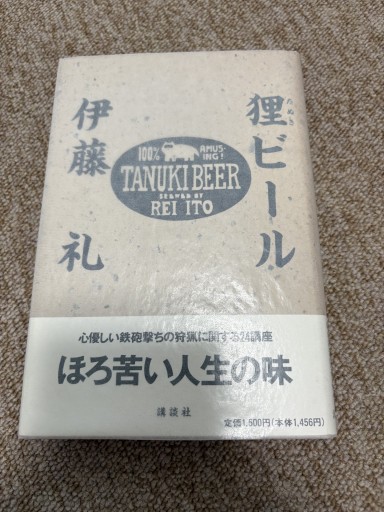 狸ビール
たぬき
伊藤 礼
100% AMUS-
ING!
TANUKI BEER
SERVED BY
REI ITO
心優しい鉄砲撃ちの狩猟に関する24講座
ほろ苦い人生の味
講談社
定価1,500円(本体1,456円)